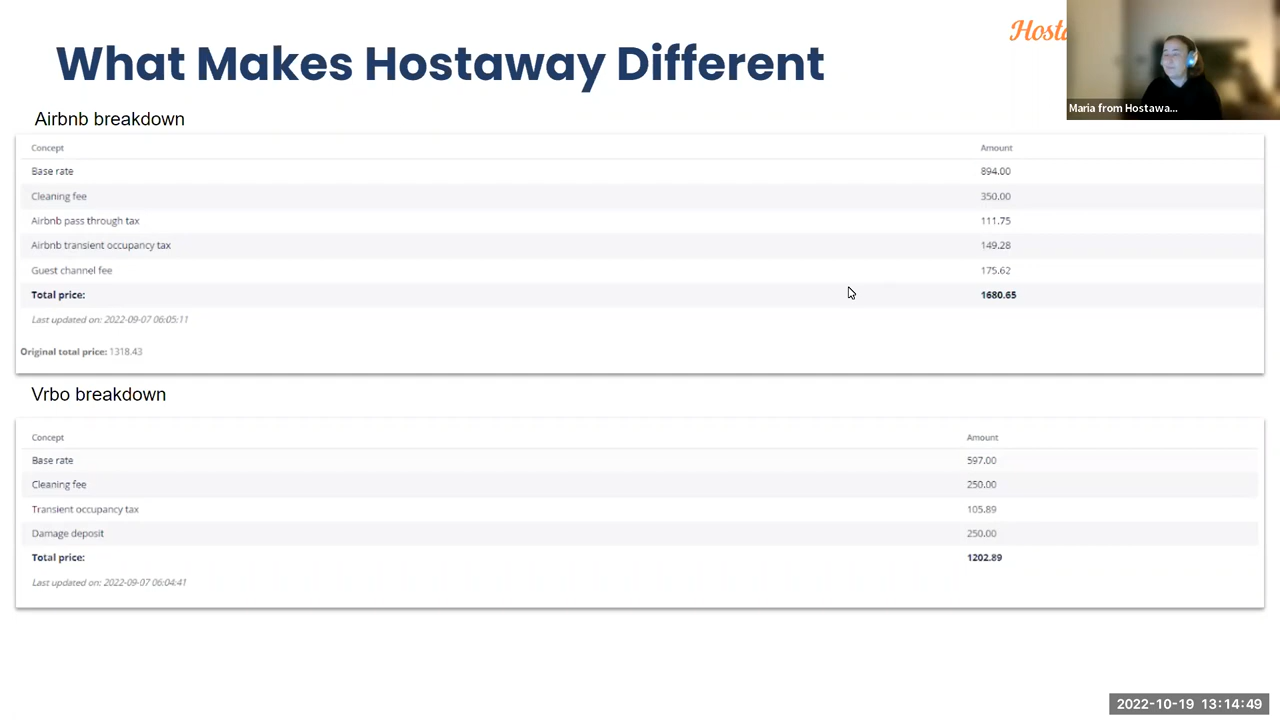 What Makes Hostaway Different
Maria from Hostawa...
Airbnb breakdown
Concept Amount
Base rate 894.00
Cleaning fee 350.00
Airbnb pass through tax 111.75
Airbnb transient occupancy tax 149.28
Guest channel fee 175.62
Total price: 1680.65
Last updated on: 2022-09-07 06:05:11
Original total price: 1318.43
Vrbo breakdown
Concept Amount
Base rate 597.00
Cleaning fee 250.00
Transient occupancy tax 105.89
Damage deposit 250.00
Total price: 1202.89
Last updated on: 2022-09-07 06:04:41
2022-10-19 13:14:49